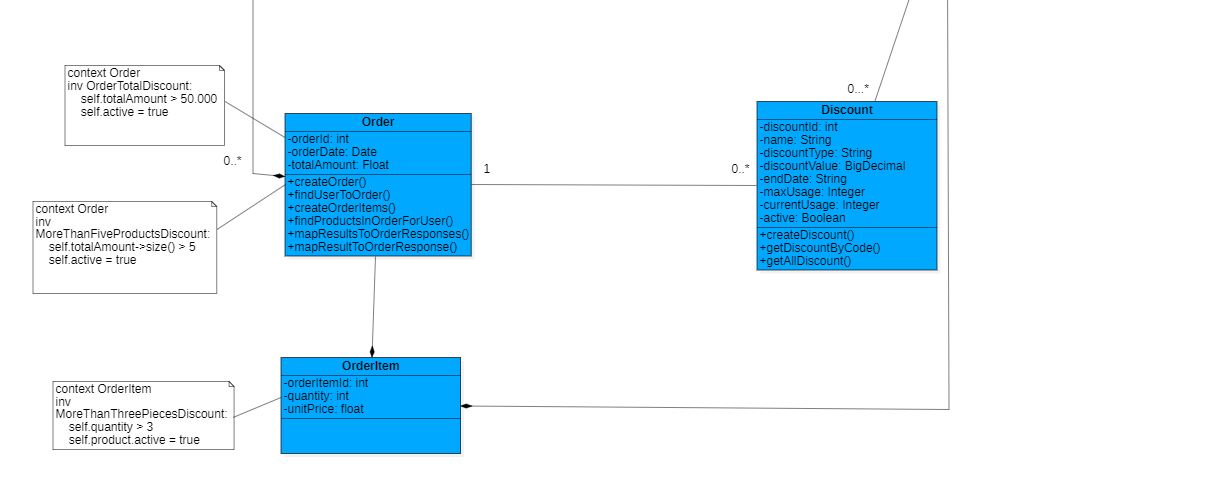 context Order
inv OrderTotalDiscount:
self.totalAmount > 50.000
self.active = true
0..*
Order
-orderId: int
-orderDate: Date
-totalAmount: Float
+createOrder()
+findUserToOrder()
+createOrderItems()
+findProductsInOrderForUser()
+mapResultsToOrderResponses()
+mapResultToOrderResponse()
1
0..*
0...*
Discount
-discountId: int
-name: String
-discountType: String
-discountValue: BigDecimal
-endDate: String
-maxUsage: Integer
-currentUsage: Integer
-active: Boolean
+createDiscount()
+getDiscountByCode()
+getAllDiscount()
context Order
inv
MoreThanFiveProductsDiscount:
self.totalAmount->size() > 5
self.active = true
OrderItem
-orderItemId: int
-quantity: int
-unitPrice: float
context OrderItem
inv
MoreThanThreePiecesDiscount:
self.quantity > 3
self.product.active = true